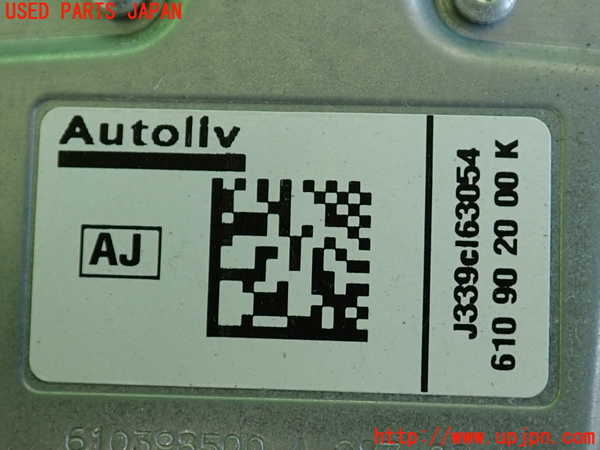 USED PARTS JAPAN
Autoliv
AJ
J339cl63054
610 90 20 00 K
http://www.upjpn.com/